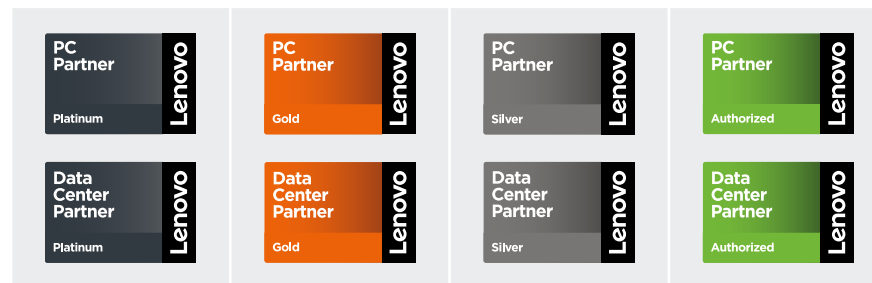 PC
Partner
Platinum
Lenovo
PC
Partner
Gold
Lenovo
PC
Partner
Silver
Lenovo
PC
Partner
Authorized
Lenovo
Data
Center
Partner
Platinum
Lenovo
Data
Center
Partner
Gold
Lenovo
Data
Center
Partner
Silver
Lenovo
Data
Center
Partner
Authorized
Lenovo